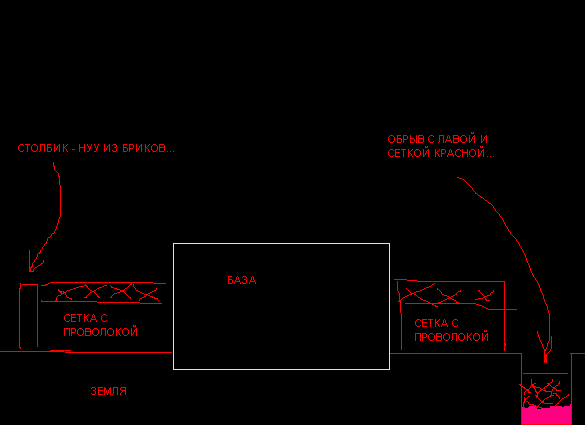 СТОЛБИК - НУУ ИЗ БРИКОВ...
ОБРЫВ С ЛАВОЙ И
СЕТКОЙ КРАСНОЙ...
БАЗА
СЕТКА С
ПРОВОЛОКОЙ
СЕТКА С
ПРОВОЛОКОЙ
ЗЕМЛЯ